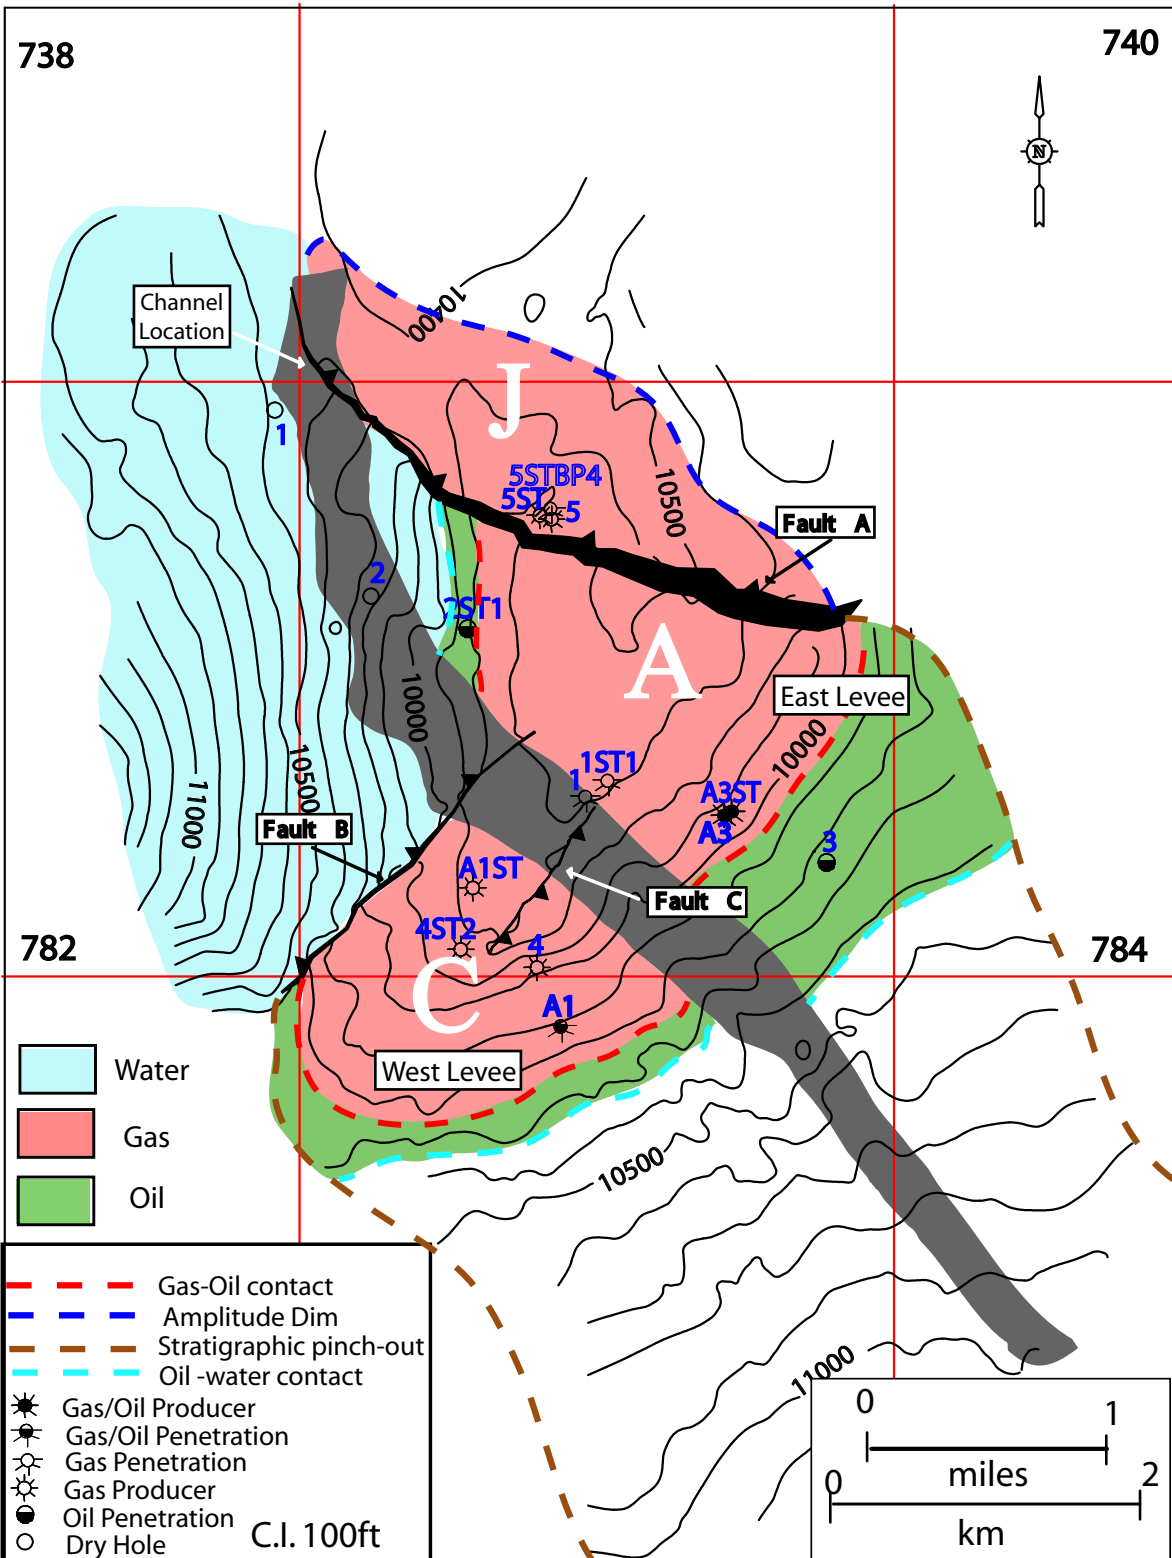 738
740
N
Channel
Location
10400
J
1
5STBP4
5ST
5
10500
Fault A
2
2ST1
A
East Levee
10000
10000
10500
11000
1ST1
1
A3ST
A3
Fault B
3
A1ST
Fault C
4ST2
4
782
784
C
A1
West Levee
Water
Gas
Oil
10500
11000
Gas-Oil contact
Amplitude Dim
Stratigraphic pinch-out
Oil -water contact
Gas/Oil Producer
Gas/Oil Penetration
Gas Penetration
Gas Producer
Oil Penetration
Dry Hole
C.I. 100ft
0 1
miles
0 2
km